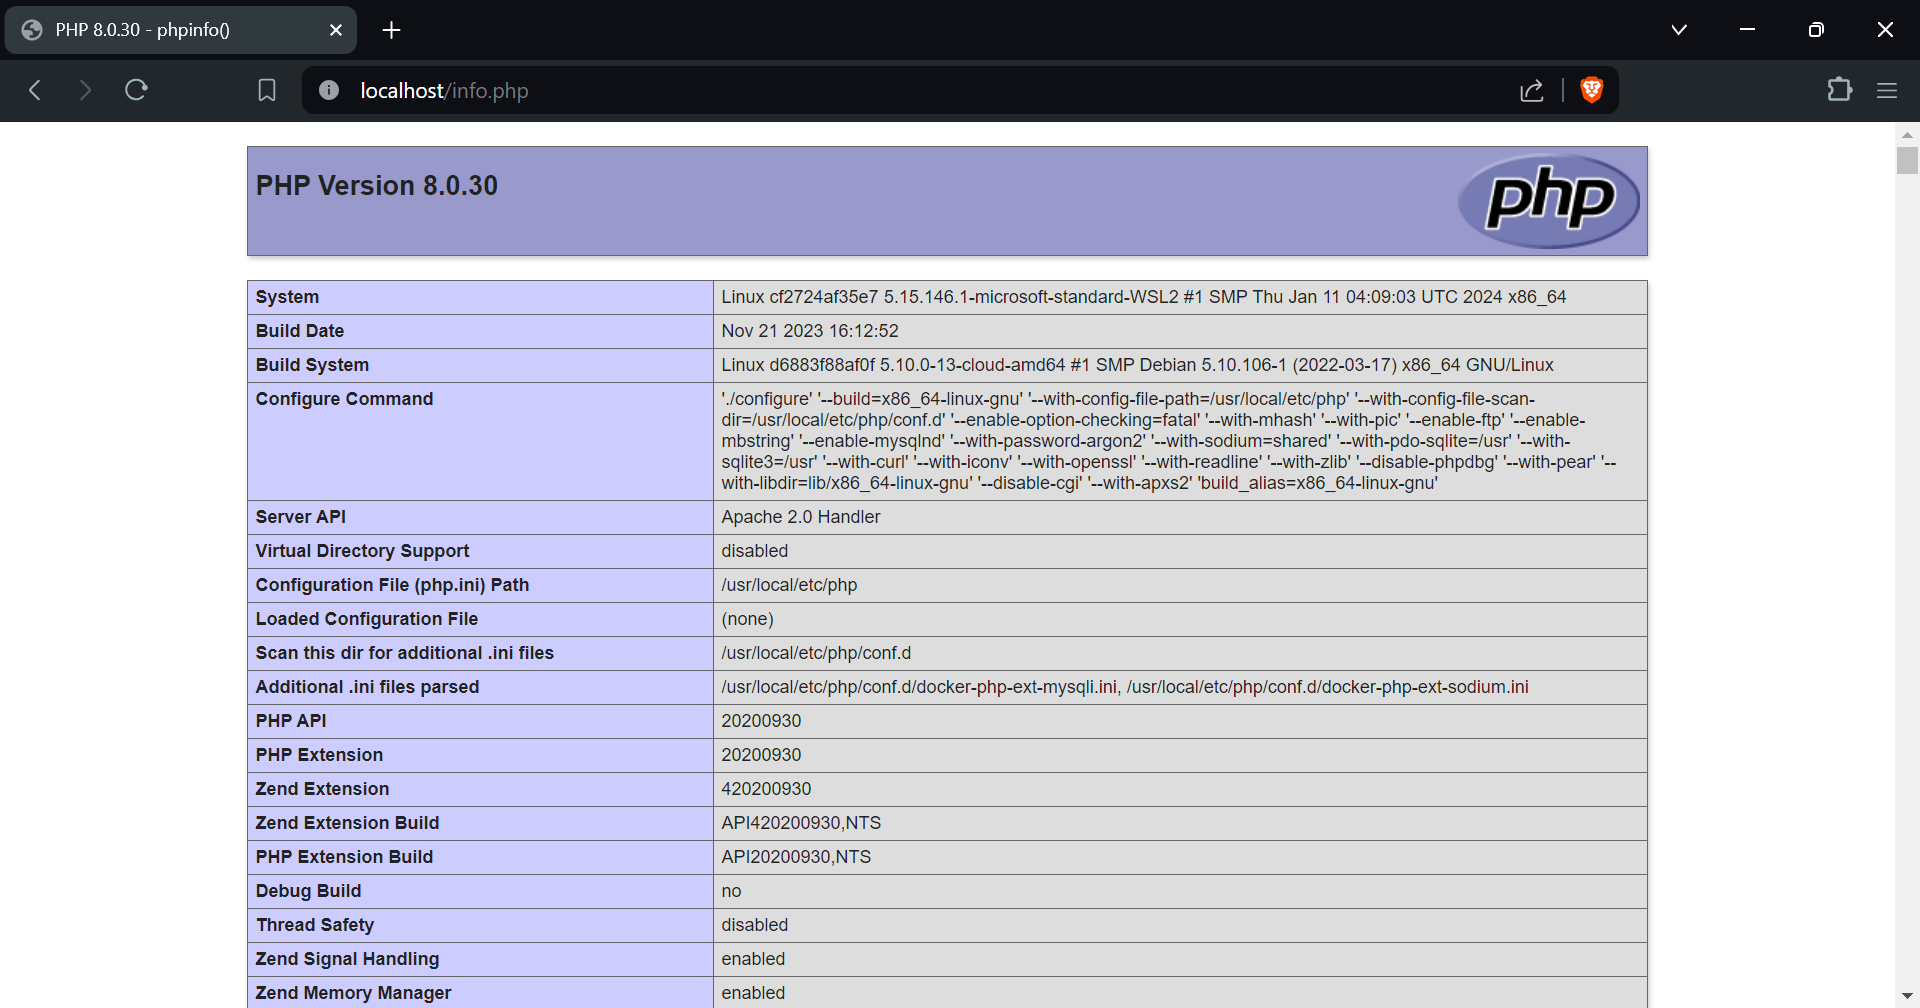 PHP 8.0.30 - phpinfo()
localhost/info.php
PHP Version 8.0.30
php
System Linux cf2724af35e7 5.15.146.1-microsoft-standard-WSL2 #1 SMP Thu Jan 11 04:09:03 UTC 2024 x86_64
Build Date Nov 21 2023 16:12:52
Build System Linux d6883f88af0f 5.10.0-13-cloud-amd64 #1 SMP Debian 5.10.106-1 (2022-03-17) x86_64 GNU/Linux
Configure Command './configure' '--build=x86_64-linux-gnu' '--with-config-file-path=/usr/local/etc/php' '--with-config-file-scan-
dir=/usr/local/etc/php/conf.d' '--enable-option-checking=fatal' '--with-mhash' '--with-pic' '--enable-ftp' '--enable-
mbstring' '--enable-mysqlnd' '--with-password-argon2' '--with-sodium=shared' '--with-pdo-sqlite=/usr' '--with-
sqlite3=/usr' '--with-curl' '--with-iconv' '--with-openssl' '--with-readline' '--with-zlib' '--disable-phpdbg' '--with-pear' '--
with-libdir=lib/x86_64-linux-gnu' '--disable-cgi' '--with-apxs2' 'build_alias=x86_64-linux-gnu'
Server API Apache 2.0 Handler
Virtual Directory Support disabled
Configuration File (php.ini) Path /usr/local/etc/php
Loaded Configuration File (none)
Scan this dir for additional .ini files /usr/local/etc/php/conf.d
Additional .ini files parsed /usr/local/etc/php/conf.d/docker-php-ext-mysqli.ini, /usr/local/etc/php/conf.d/docker-php-ext-sodium.ini
PHP API 20200930
PHP Extension 20200930
Zend Extension 420200930
Zend Extension Build API420200930,NTS
PHP Extension Build API20200930,NTS
Debug Build no
Thread Safety disabled
Zend Signal Handling enabled
Zend Memory Manager enabled